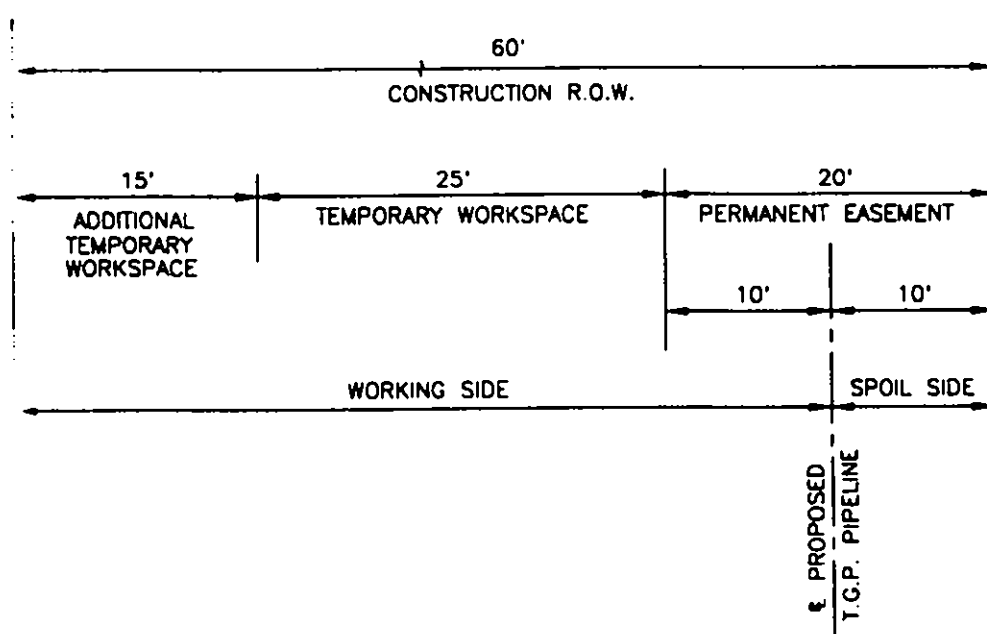 60'
CONSTRUCTION R.O.W.
15'
25'
20'
ADDITIONAL
TEMPORARY
WORKSPACE
TEMPORARY WORKSPACE
PERMANENT EASEMENT
10'
10'
WORKING SIDE
SPOIL SIDE
℄ PROPOSED
T.G.P. PIPELINE